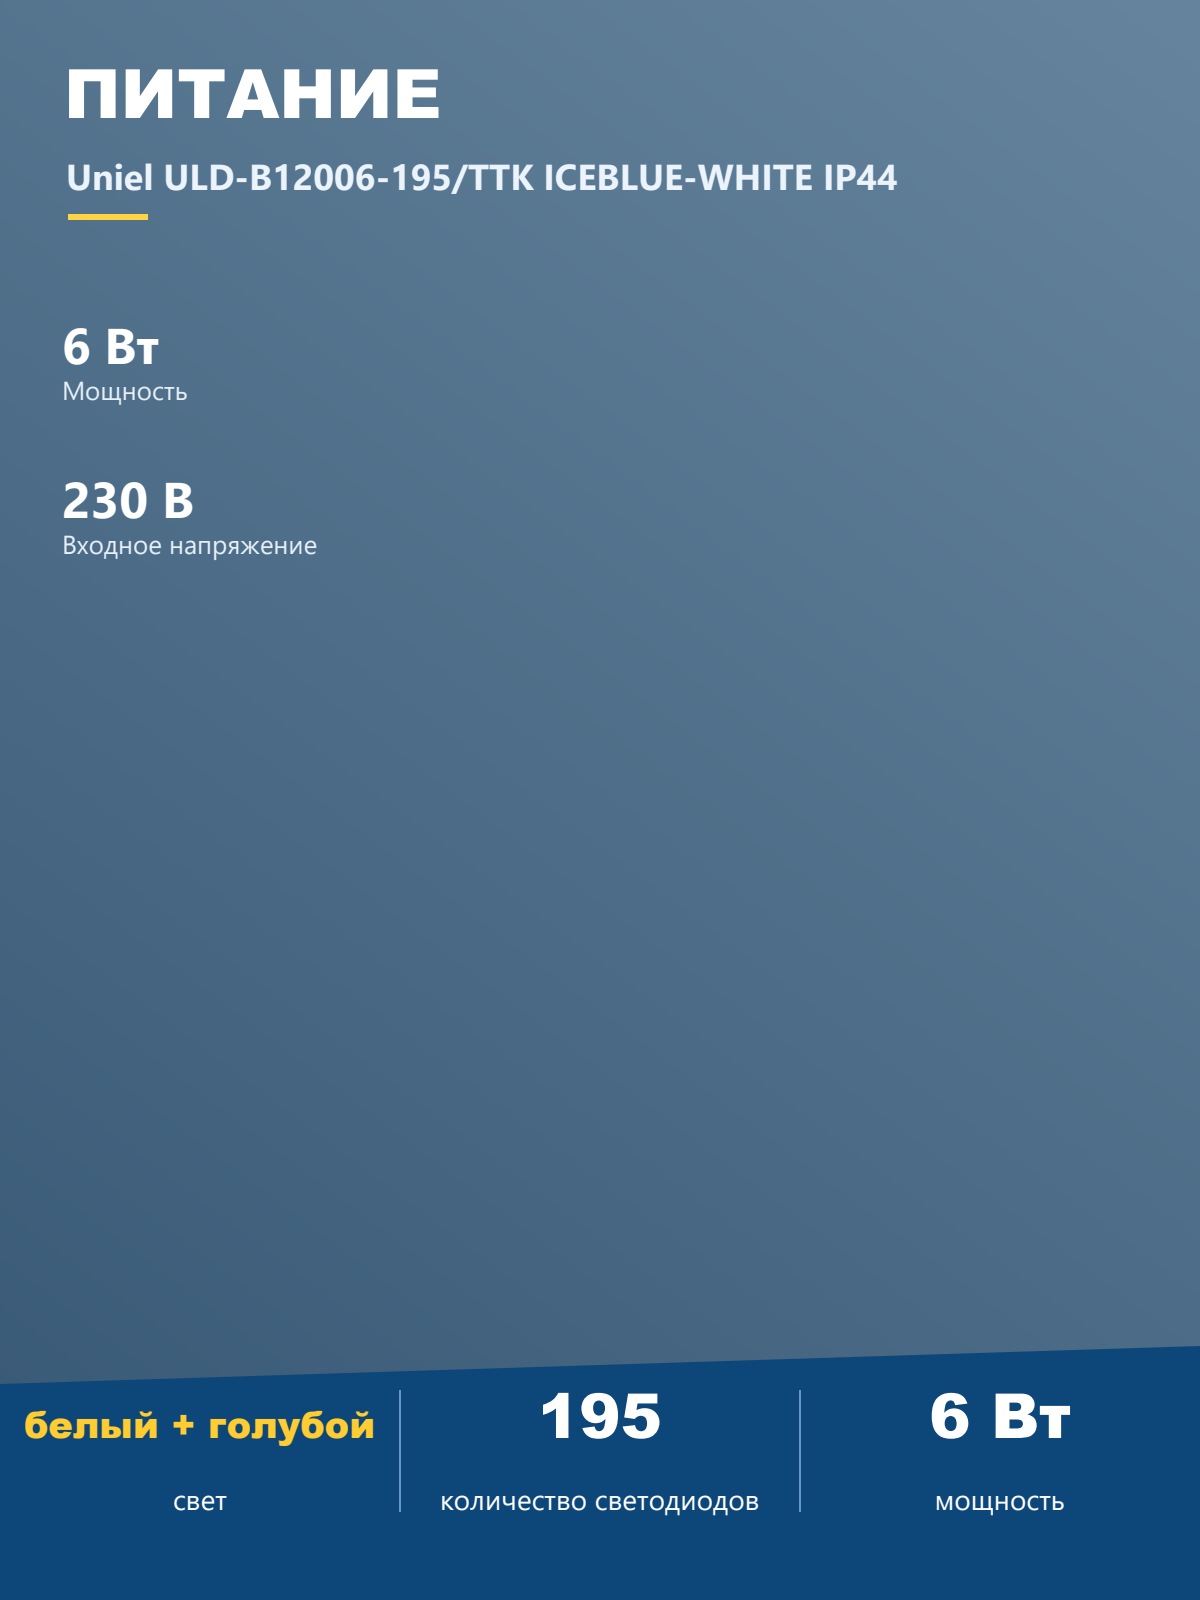 ПИТАНИЕ
Uniel ULD-B12006-195/TTK ICEBLUE-WHITE IP44
6 Вт
Мощность
230 В
Входное напряжение
белый + голубой
свет
195
количество светодиодов
6 Вт
мощность